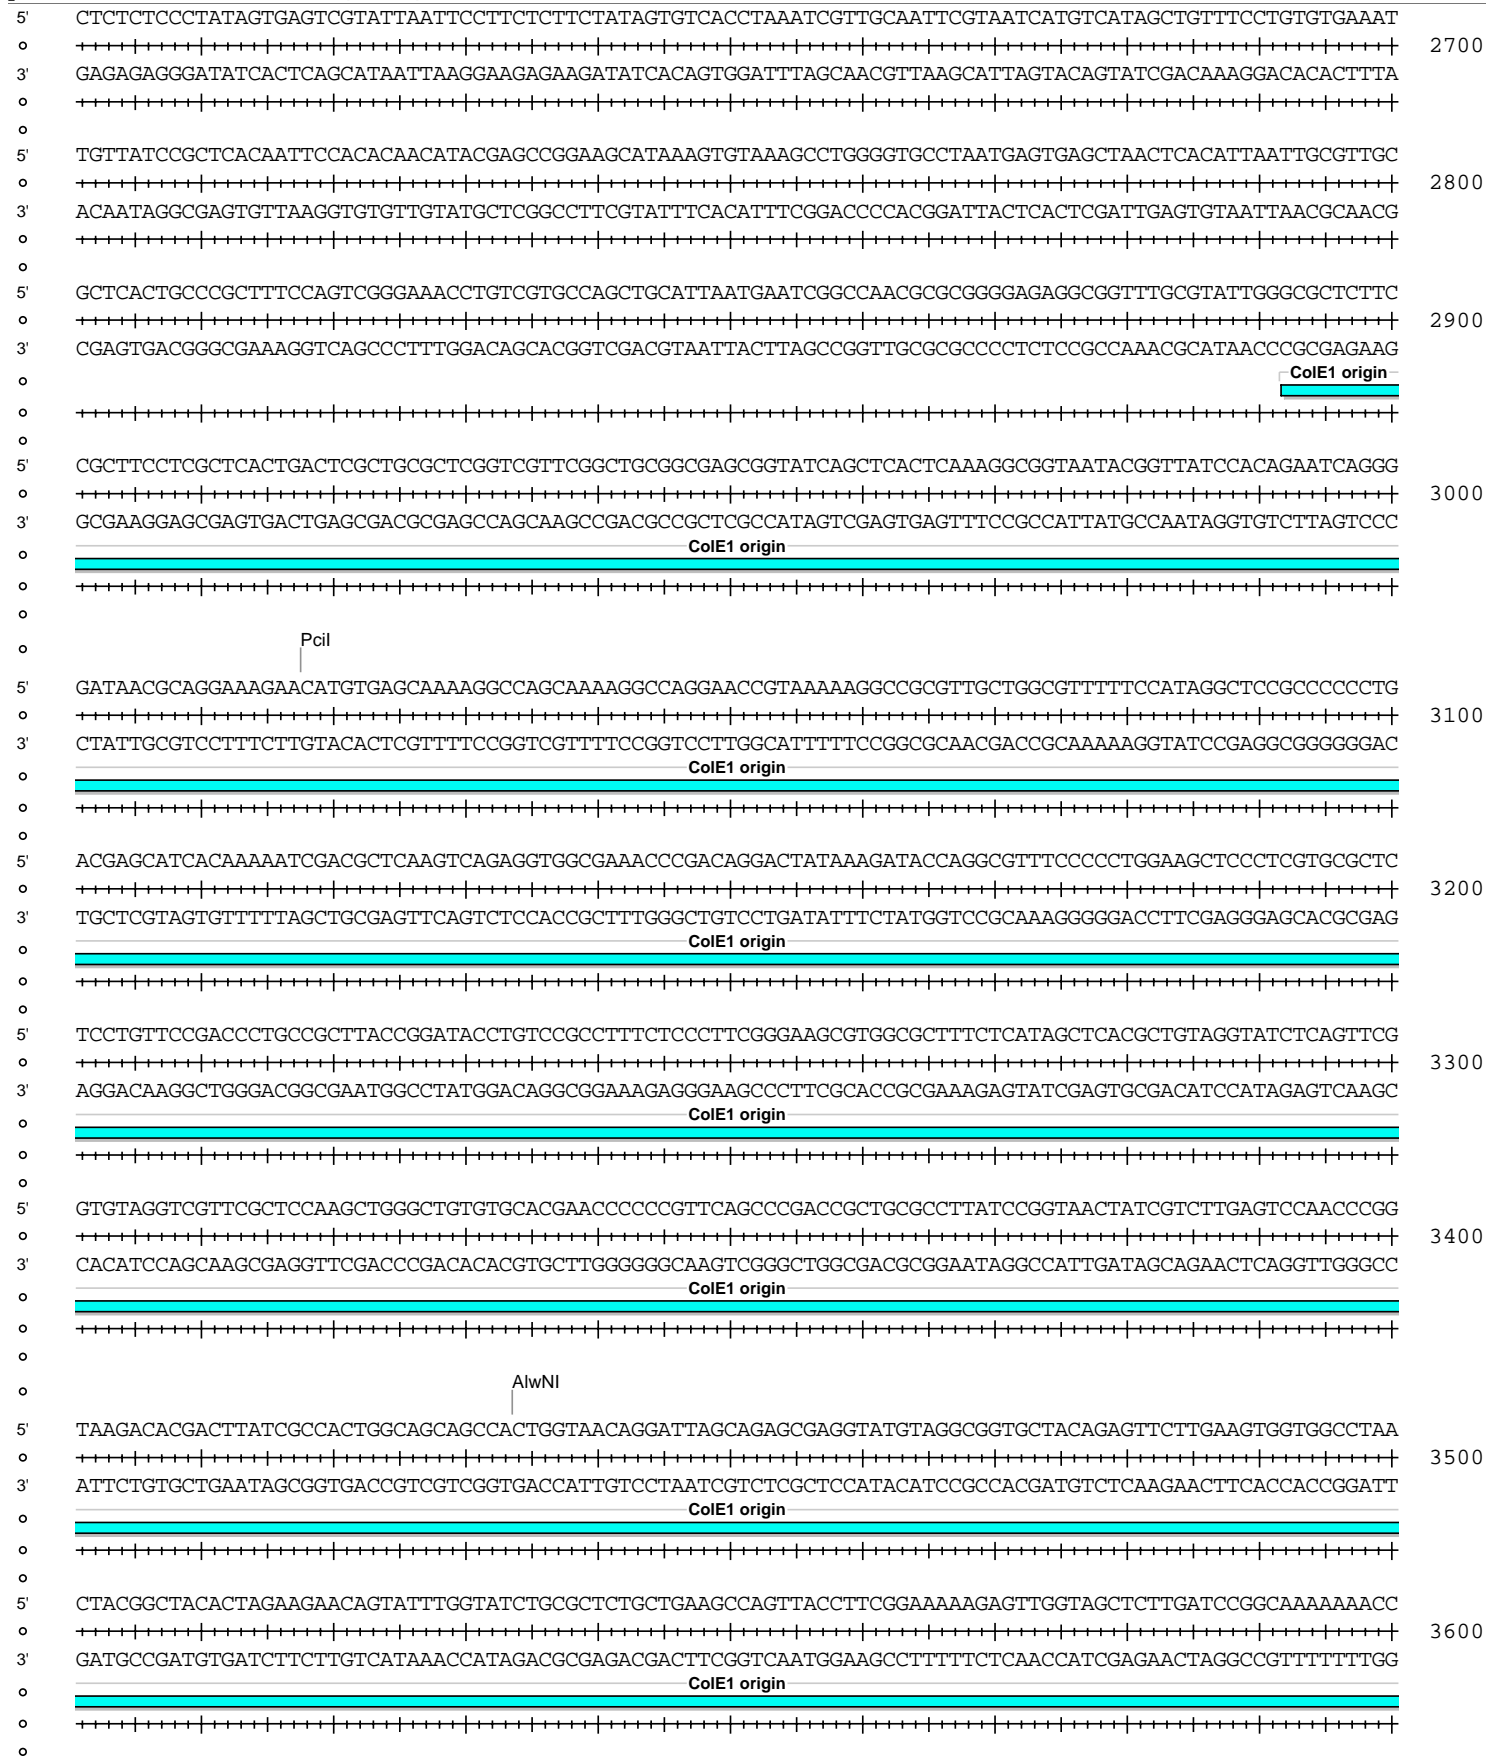 5' CTCTCTCCCTATAGTGAGTCGTATTAATTCCTTCTCTTCTATAGTGTCACCTAAATCGTTGCAATTCGTAATCATGTCATAGCTGTTTCCTGTGTGAAAT
2700
3' GAGAGAGGGATATCACTCAGCATAATTAAGGAAGAGAAGATATCACAGTGGATTTAGCAACGTTAAGCATTAGTACAGTATCGACAAAGGACACACTTTA
5' TGTTATCCGCTCACAATTCCACACAACATACGAGCCGGAAGCATAAAGTGTAAAGCCTGGGGTGCCTAATGAGTGAGCTAACTCACATTAATTGCGTTGC
2800
3' ACAATAGGCGAGTGTTAAGGTGTGTTGTATGCTCGGCCTTCGTATTTCACATTTCGGACCCCACGGATTACTCACTCGATTGAGTGTAATTAACGCAACG
5' GCTCACTGCCCGCTTTCCAGTCGGGAAACCTGTCGTGCCAGCTGCATTAATGAATCGGCCAACGCGCGGGGAGAGGCGGTTTGCGTATTGGGCGCTCTTC
2900
3' CGAGTGACGGGCGAAAGGTCAGCCCTTTGGACAGCACGGTCGACGTAATTACTTAGCCGGTTGCGCGCCCCTCTCCGCCAAACGCATAACCCGCGAGAAG
ColE1 origin
5' CGCTTCCTCGCTCACTGACTCGCTGCGCTCGGTCGTTCGGCTGCGGCGAGCGGTATCAGCTCACTCAAAGGCGGTAATACGGTTATCCACAGAATCAGGG
3000
3' GCGAAGGAGCGAGTGACTGAGCGACGCGAGCCAGCAAGCCGACGCCGCTCGCCATAGTCGAGTGAGTTTCCGCCATTATGCCAATAGGTGTCTTAGTCCC
ColE1 origin
PciI
5' GATAACGCAGGAAAGAACATGTGAGCAAAAGGCCAGCAAAAGGCCAGGAACCGTAAAAAGGCCGCGTTGCTGGCGTTTTTCCATAGGCTCCGCCCCCCTG
3100
3' CTATTGCGTCCTTTCTTGTACACTCGTTTTCCGGTCGTTTTCCGGTCCTTGGCATTTTTCCGGCGCAACGACCGCAAAAAGGTATCCGAGGCGGGGGGAC
ColE1 origin
5' ACGAGCATCACAAAAATCGACGCTCAAGTCAGAGGTGGCGAAACCCGACAGGACTATAAAGATACCAGGCGTTTCCCCCTGGAAGCTCCCTCGTGCGCTC
3200
3' TGCTCGTAGTGTTTTTAGCTGCGAGTTCAGTCTCCACCGCTTTGGGCTGTCCTGATATTTCTATGGTCCGCAAAGGGGGACCTTCGAGGGAGCACGCGAG
ColE1 origin
5' TCCTGTTCCGACCCTGCCGCTTACCGGATACCTGTCCGCCTTTCTCCCTTCGGGAAGCGTGGCGCTTTCTCATAGCTCACGCTGTAGGTATCTCAGTTCG
3300
3' AGGACAAGGCTGGGACGGCGAATGGCCTATGGACAGGCGGAAAGAGGGAAGCCCTTCGCACCGCGAAAGAGTATCGAGTGCGACATCCATAGAGTCAAGC
ColE1 origin
5' GTGTAGGTCGTTCGCTCCAAGCTGGGCTGTGTGCACGAACCCCCCGTTCAGCCCGACCGCTGCGCCTTATCCGGTAACTATCGTCTTGAGTCCAACCCGG
3400
3' CACATCCAGCAAGCGAGGTTCGACCCGACACACGTGCTTGGGGGGCAAGTCGGGCTGGCGACGCGGAATAGGCCATTGATAGCAGAACTCAGGTTGGGCC
ColE1 origin
AlwNI
5' TAAGACACGACTTATCGCCACTGGCAGCAGCCACTGGTAACAGGATTAGCAGAGCGAGGTATGTAGGCGGTGCTACAGAGTTCTTGAAGTGGTGGCCTAA
3500
3' ATTCTGTGCTGAATAGCGGTGACCGTCGTCGGTGACCATTGTCCTAATCGTCTCGCTCCATACATCCGCCACGATGTCTCAAGAACTTCACCACCGGATT
ColE1 origin
5' CTACGGCTACACTAGAAGAACAGTATTTGGTATCTGCGCTCTGCTGAAGCCAGTTACCTTCGGAAAAAGAGTTGGTAGCTCTTGATCCGGCAAAAAAACC
3600
3' GATGCCGATGTGATCTTCTTGTCATAAACCATAGACGCGAGACGACTTCGGTCAATGGAAGCCTTTTTCTCAACCATCGAGAACTAGGCCGTTTTTTTGG
ColE1 origin